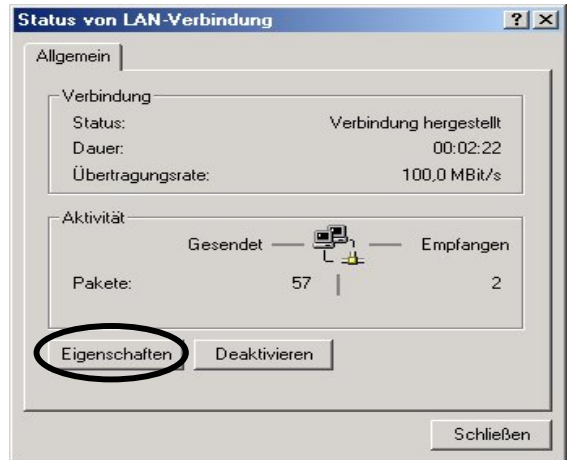 Status von LAN-Verbindung
Allgemein
Verbindung
Status: Verbindung hergestellt
Dauer: 00:02:22
Übertragungsrate: 100,0 MBit/s
Aktivität
Gesendet Empfangen
Pakete: 57 2
Eigenschaften Deaktivieren
Schließen